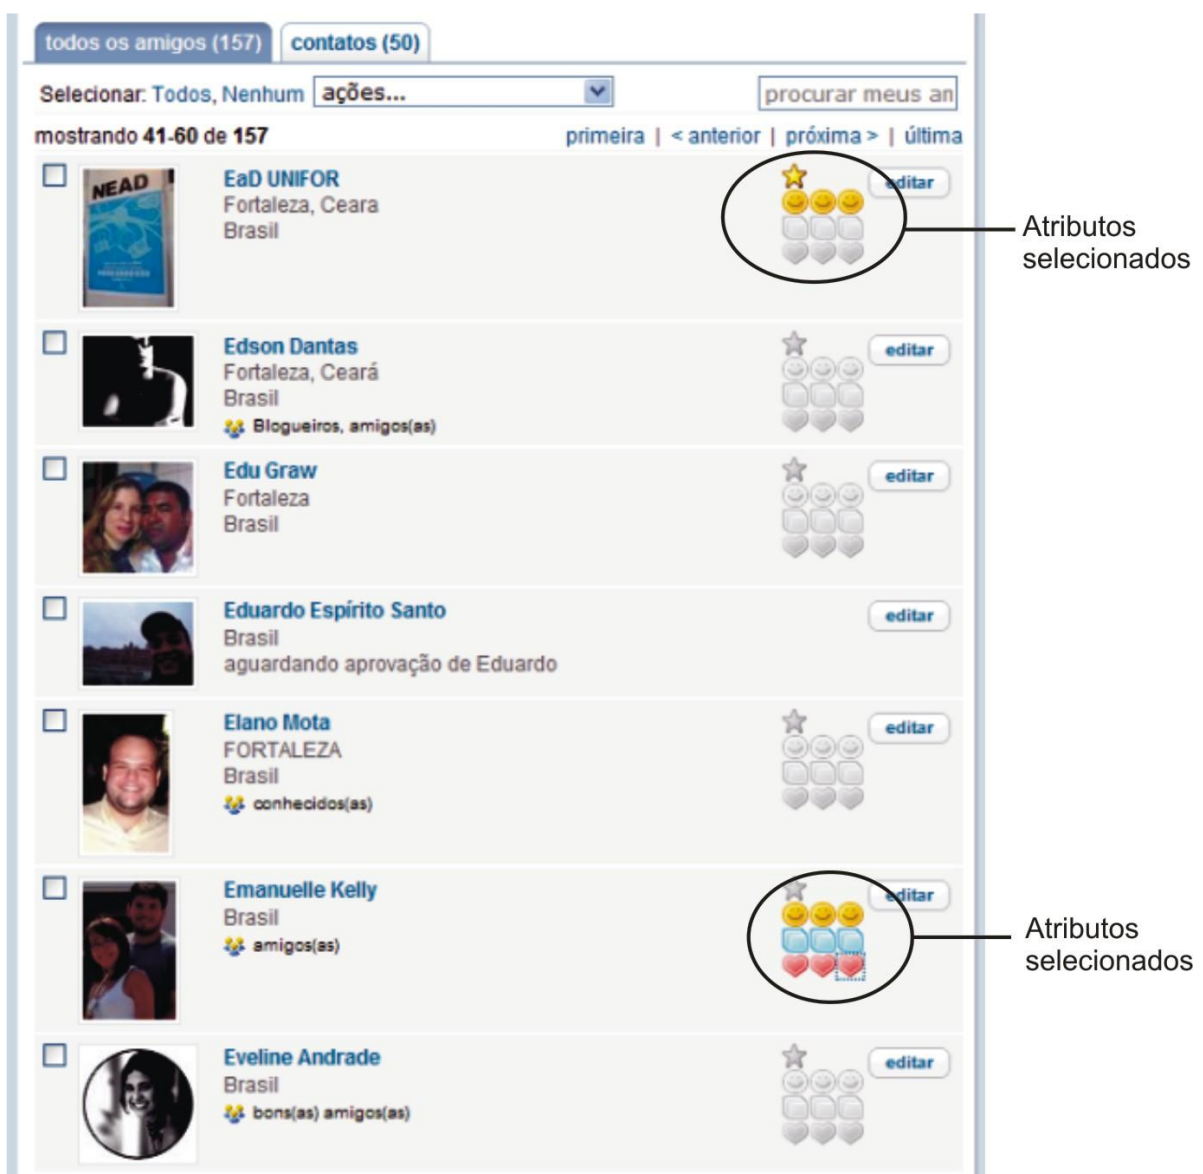 todos os amigos (157) contatos (50)
Selecionar: Todos, Nenhum ações... procurar meus am
mostrando 41-60 de 157 primeira | < anterior | próxima > | última
NEAD
EaD UNIFOR editar
Fortaleza, Ceara
Brasil
Atributos
selecionados
Edson Dantas editar
Fortaleza, Ceará
Brasil
Blogueiros, amigos(as)
Edu Graw editar
Fortaleza
Brasil
Eduardo Espírito Santo editar
Brasil
aguardando aprovação de Eduardo
Elano Mota editar
FORTALEZA
Brasil
conhecidos(as)
Emanuelle Kelly editar
Brasil
amigos(as)
Atributos
selecionados
Eveline Andrade editar
Brasil
bons(as) amigos(as)